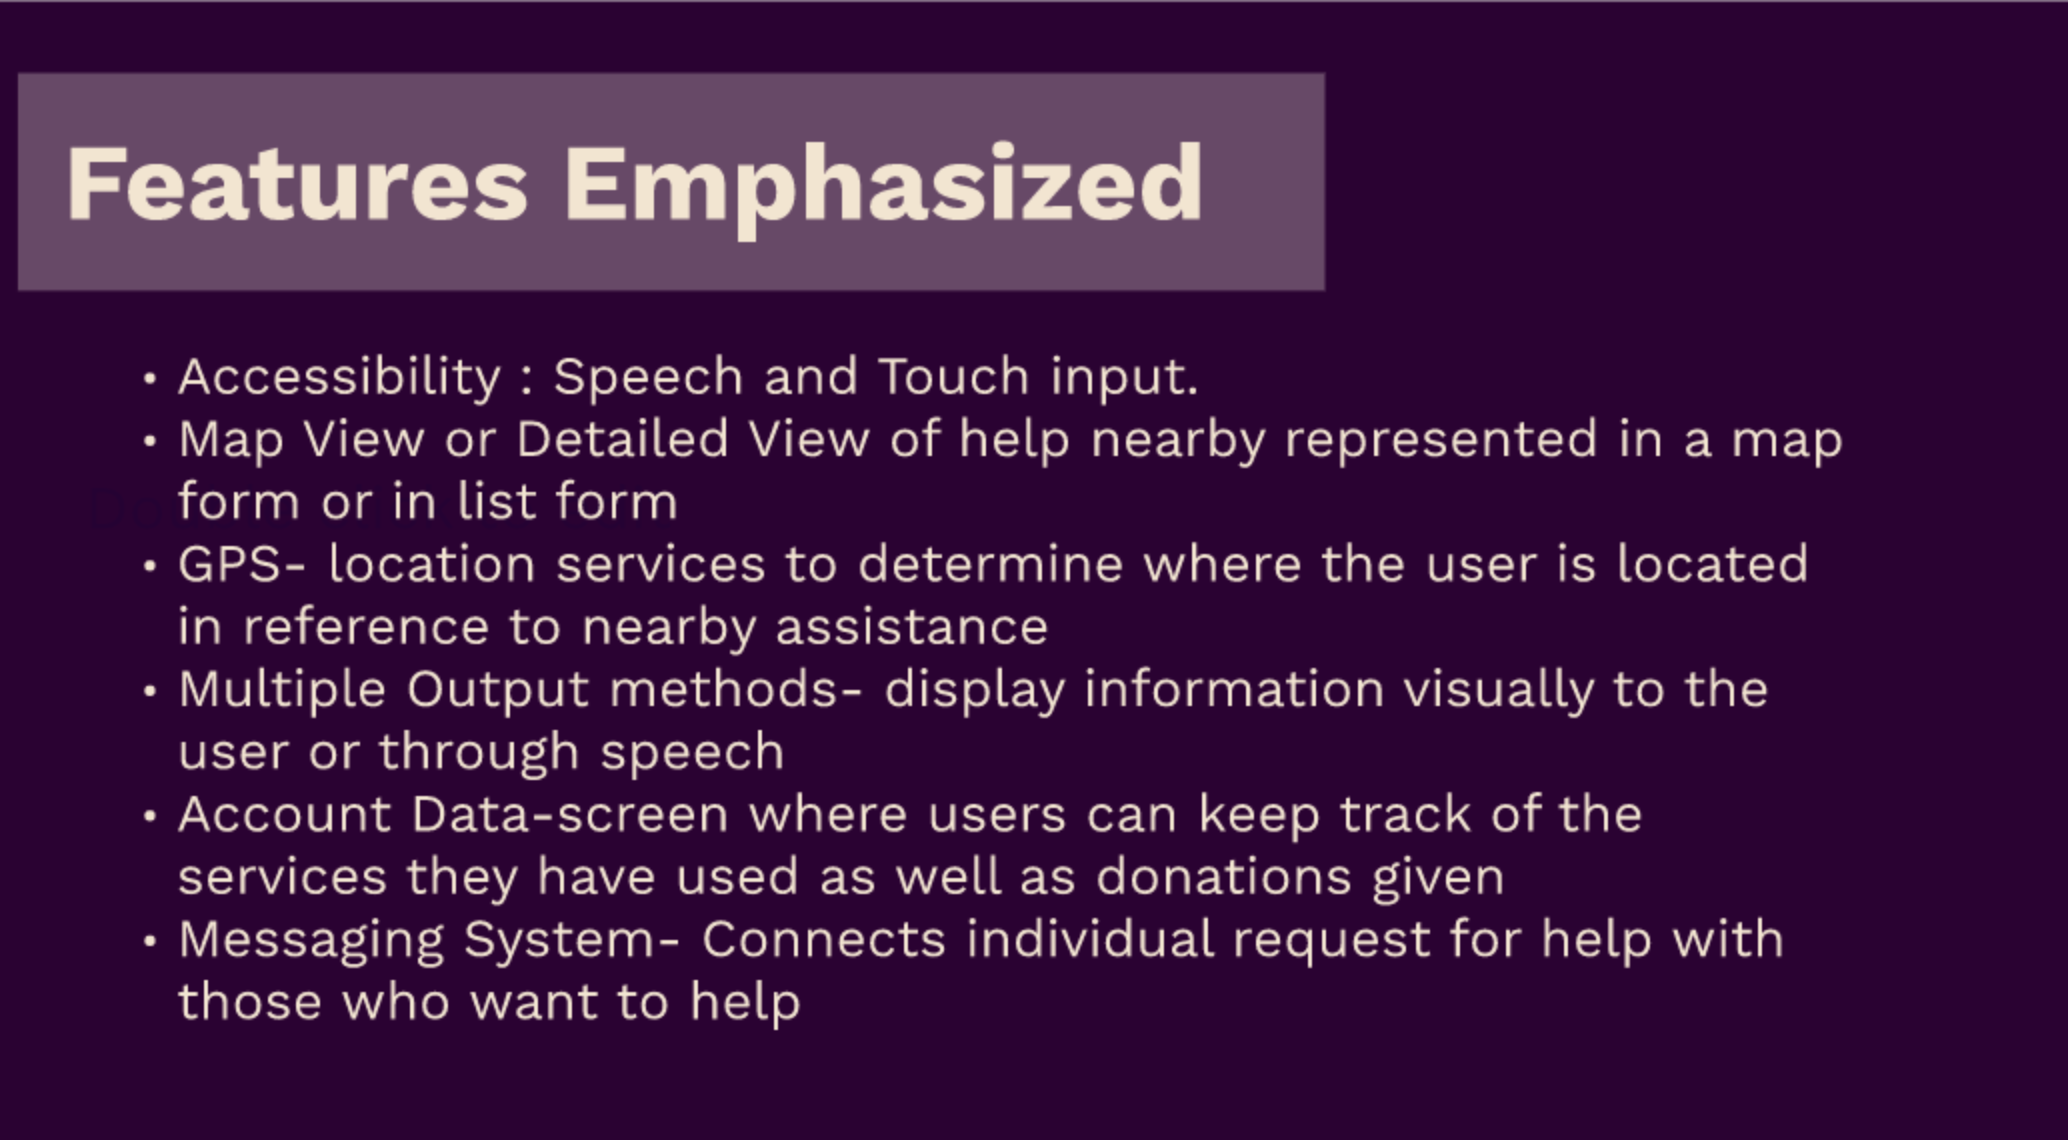 Features Emphasized
• Accessibility : Speech and Touch input.
• Map View or Detailed View of help nearby represented in a map
form or in list form
• GPS- location services to determine where the user is located
in reference to nearby assistance
• Multiple Output methods- display information visually to the
user or through speech
• Account Data-screen where users can keep track of the
services they have used as well as donations given
• Messaging System- Connects individual request for help with
those who want to help